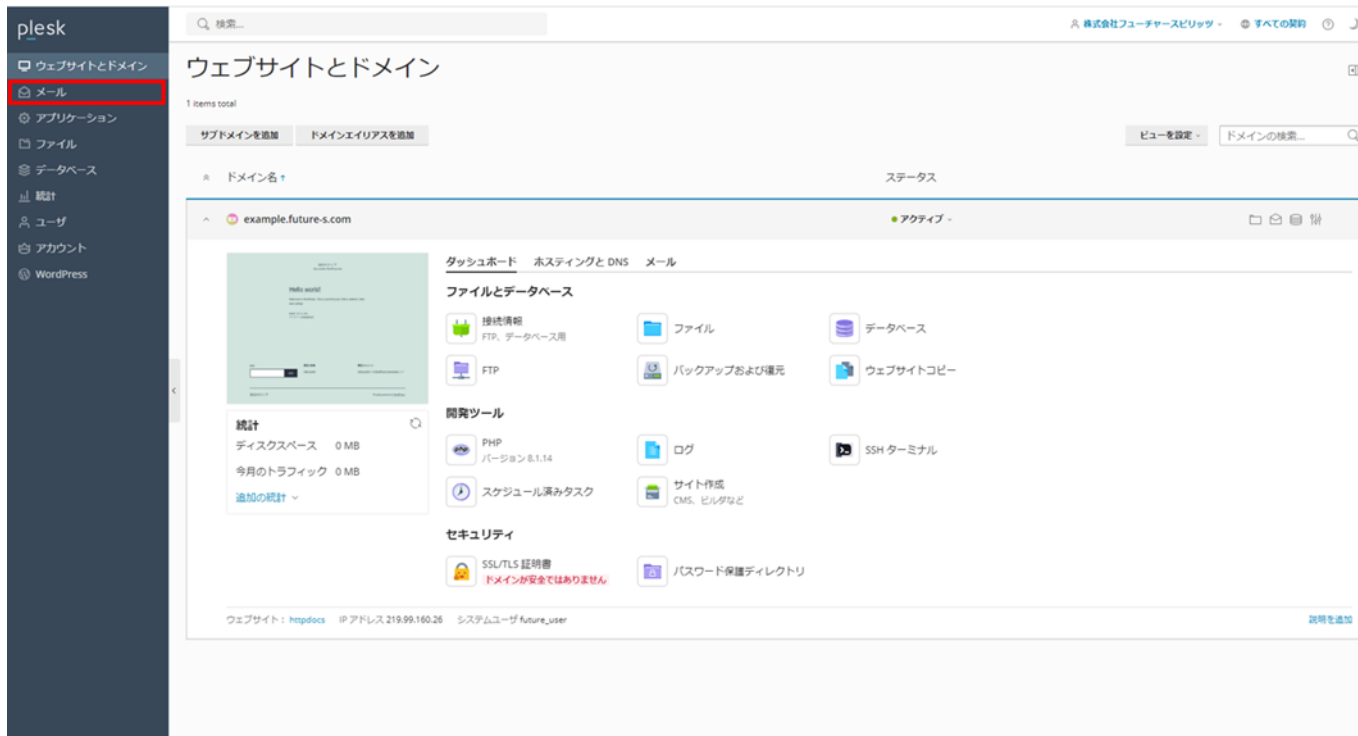 plesk
検索...
株式会社フューチャースピリッツ
すべての契約
ウェブサイトとドメイン
メール
アプリケーション
ファイル
データベース
統計
ユーザ
アカウント
WordPress
ウェブサイトとドメイン
1 items total
サブドメインを追加 ドメインエイリアスを追加
ビューを設定 ドメインの検索...
ドメイン名↑ ステータス
example.future-s.com アクティブ
ダッシュボード ホスティングと DNS メール
Hello world!
ファイルとデータベース
接続情報
FTP、データベース用
ファイル
データベース
FTP
バックアップおよび復元
ウェブサイトコピー
統計
ディスクスペース 0 MB
今月のトラフィック 0 MB
追加の統計
開発ツール
PHP
バージョン 8.1.14
ログ
SSH ターミナル
スケジュール済みタスク
サイト作成
CMS、ビルダなど
セキュリティ
SSL/TLS 証明書
ドメインが安全ではありません
パスワード保護ディレクトリ
ウェブサイト： httpdocs IP アドレス 219.99.160.26 システムユーザ future_user
説明を追加